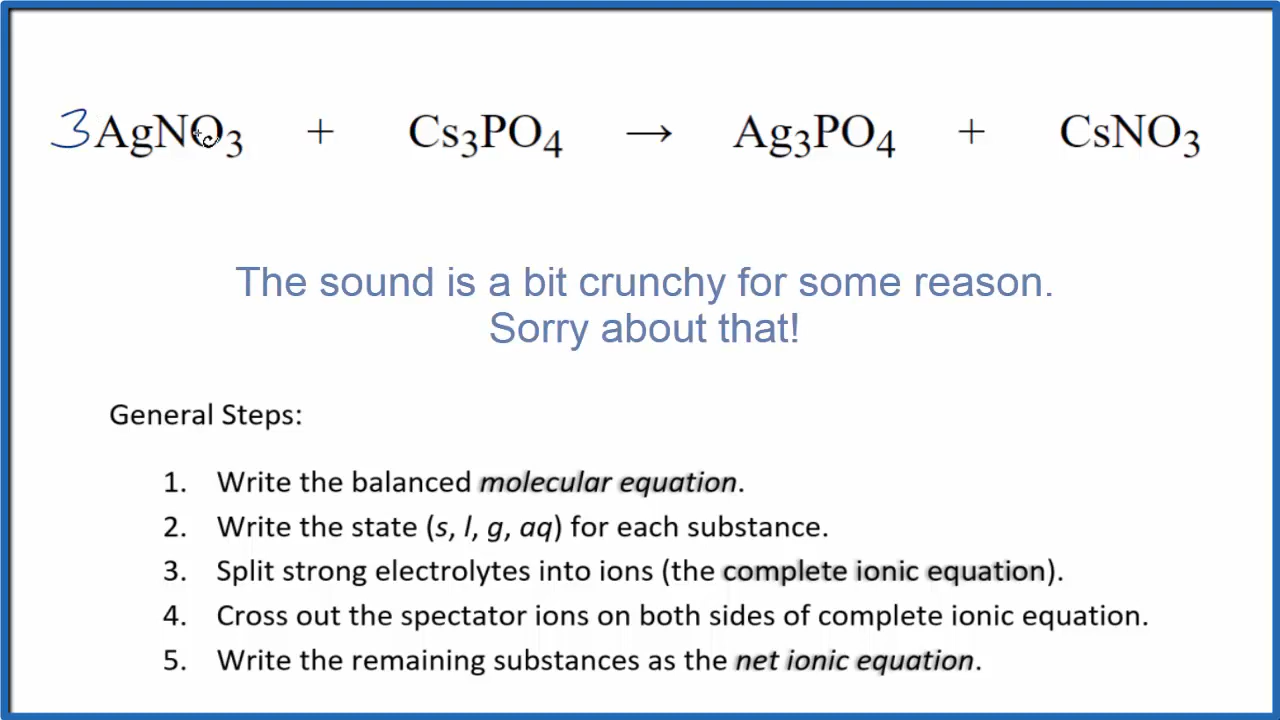 3AgNO₃ + Cs₃PO₄ → Ag₃PO₄ + CsNO₃
The sound is a bit crunchy for some reason.
Sorry about that!
General Steps:
1. Write the balanced molecular equation.
2. Write the state (s, l, g, aq) for each substance.
3. Split strong electrolytes into ions (the complete ionic equation).
4. Cross out the spectator ions on both sides of complete ionic equation.
5. Write the remaining substances as the net ionic equation.